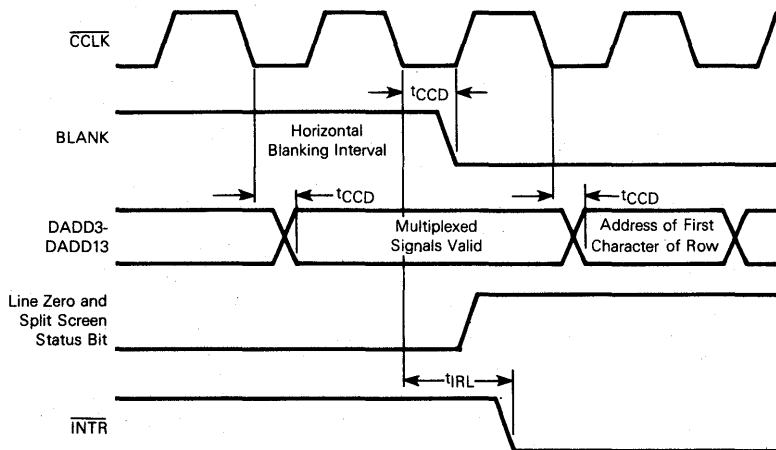 CCLK
tCCD
BLANK
Horizontal
Blanking Interval
tCCD
tCCD
DADD3-
DADD13
Multiplexed
Signals Valid
Address of First
Character of Row
Line Zero and
Split Screen
Status Bit
tIRL
INTR